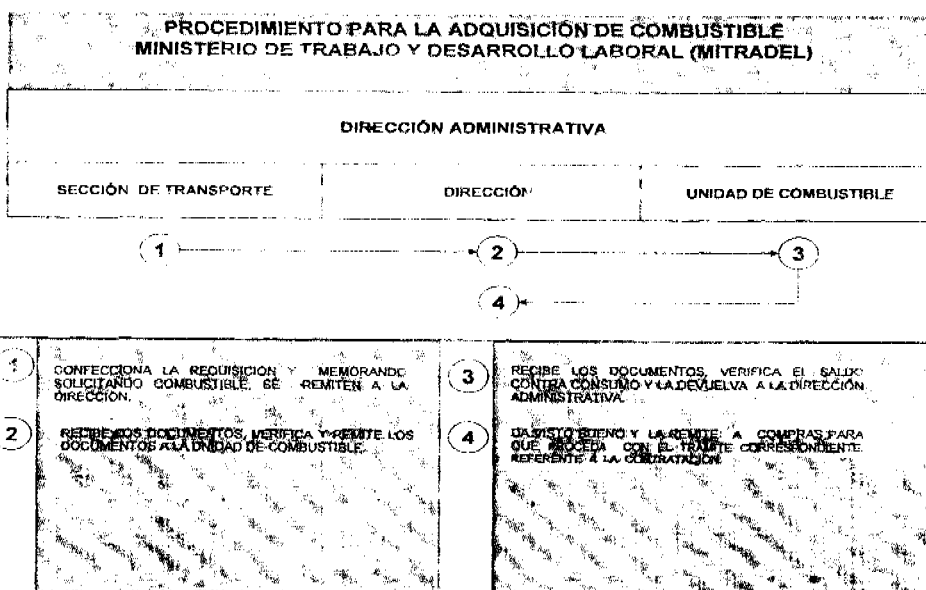 PROCEDIMIENTO PARA LA ADQUISICIÓN DE COMBUSTIBLE
MINISTERIO DE TRABAJO Y DESARROLLO LABORAL (MITRADEL)
DIRECCIÓN ADMINISTRATIVA
SECCIÓN DE TRANSPORTE
DIRECCIÓN
UNIDAD DE COMBUSTIBLE
1
2
3
4
1
CONFECCIONA LA REQUISICION Y MEMORANDO
SOLICITANDO COMBUSTIBLE, SE REMITEN A LA
DIRECCIÓN.
2
RECIBE LOS DOCUMENTOS, VERIFICA Y REMITE LOS
DOCUMENTOS A LA UNIDAD DE COMBUSTIBLE.
3
RECIBE LOS DOCUMENTOS, VERIFICA EL SALDO
CONTRA CONSUMO Y LA DEVUELVA A LA DIRECCIÓN
ADMINISTRATIVA.
4
DA VISTO BUENO Y LA REMITE A COMPRAS PARA
QUE PROCEDA CON EL TRÁMITE CORRESPONDIENTE
REFERENTE A LA CONTRATACIÓN.